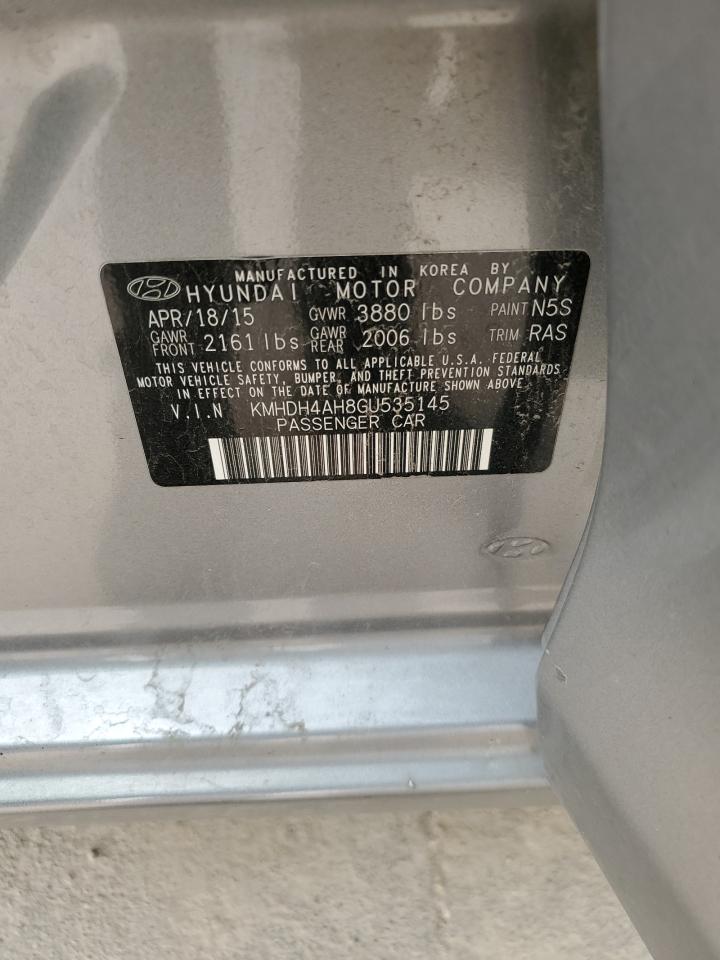 MANUFACTURED IN KOREA BY
HYUNDAI MOTOR COMPANY
APR/18/15 GVWR 3880 lbs PAINT N5S
GAWR FRONT 2161 lbs GAWR REAR 2006 lbs TRIM RAS
THIS VEHICLE CONFORMS TO ALL APPLICABLE U.S.A. FEDERAL
MOTOR VEHICLE SAFETY, BUMPER, AND THEFT PREVENTION STANDARDS
IN EFFECT ON THE DATE OF MANUFACTURE SHOWN ABOVE
V.I.N KMHDH4AH8GU535145
PASSENGER CAR